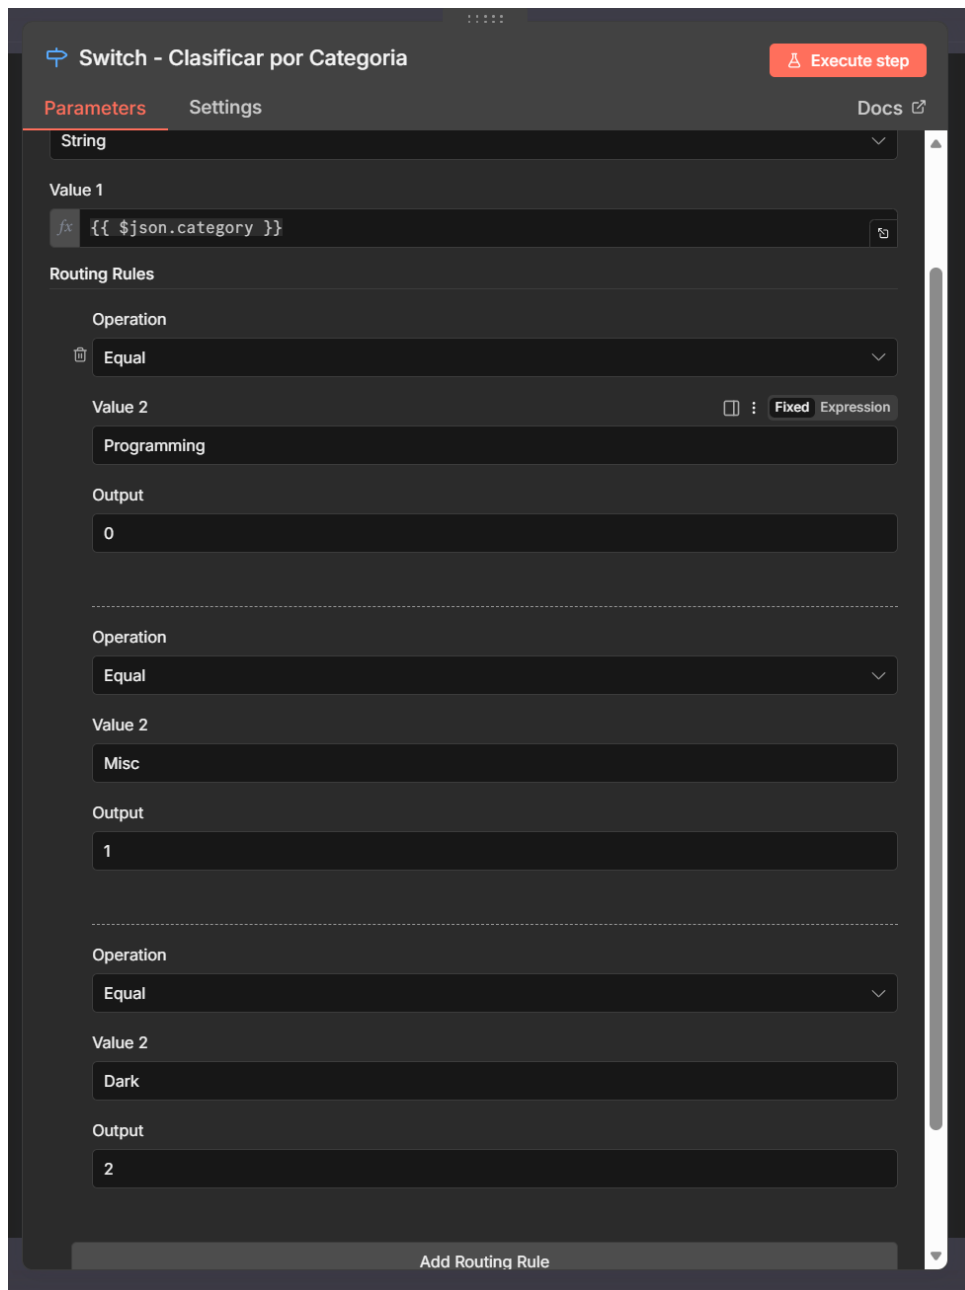 Switch - Clasificar por Categoria
Execute step
Parameters
Settings
Docs
String
Value 1
fx
{{ $json.category }}
Routing Rules
Operation
Equal
Value 2
Fixed
Expression
Programming
Output
0
Operation
Equal
Value 2
Misc
Output
1
Operation
Equal
Value 2
Dark
Output
2
Add Routing Rule